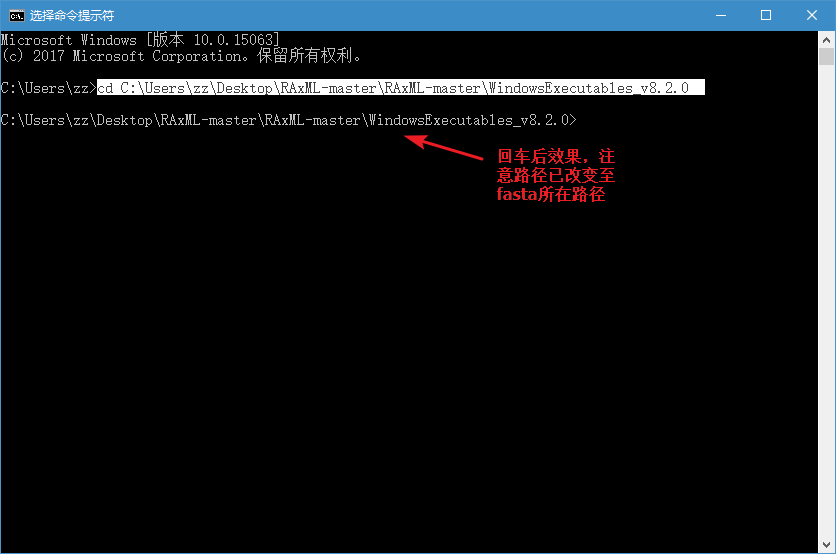 选择命令提示符
Microsoft Windows [版本 10.0.15063]
(c) 2017 Microsoft Corporation。保留所有权利。
C:\Users\zz>cd C:\Users\zz\Desktop\RAxML-master\RAxML-master\WindowsExecutables_v8.2.0
C:\Users\zz\Desktop\RAxML-master\RAxML-master\WindowsExecutables_v8.2.0>
回车后效果，注
意路径已改变至
fasta所在路径